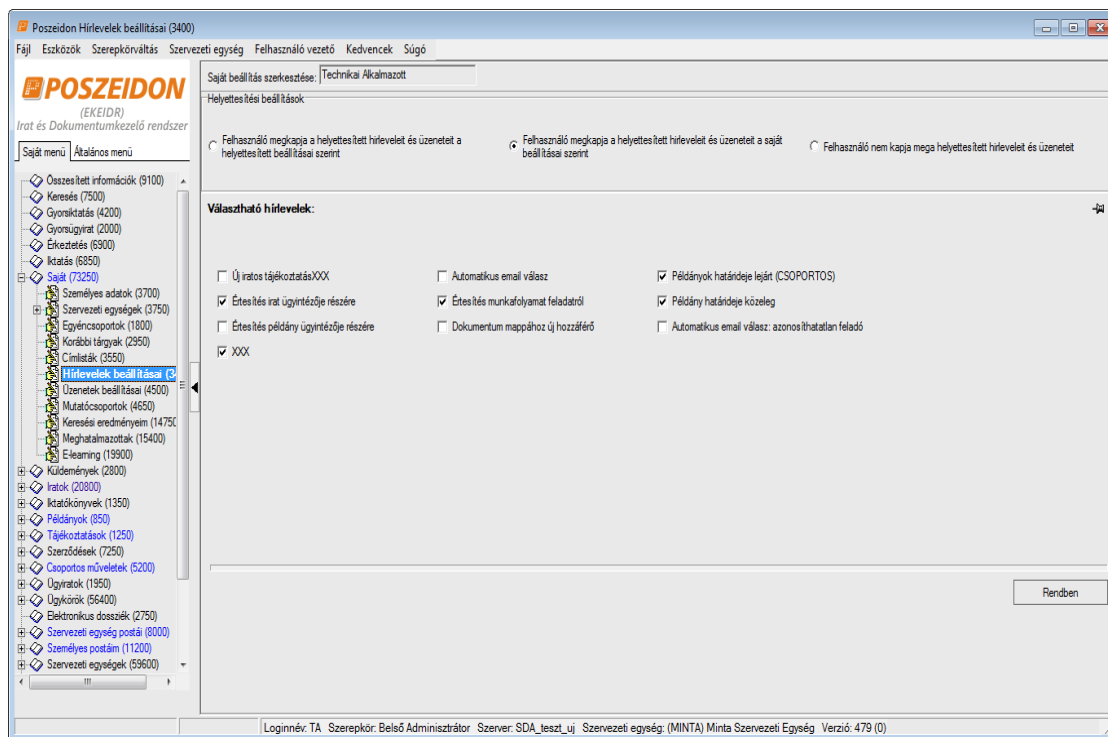 Poszeidon Hírlevelek beállításai (3400)
Fájl Eszközök Szerepkörváltás Szervezeti egység Felhasználó vezető Kedvencek Súgó
POSZEIDON
(EKEIDR)
Irat és Dokumentumkezelő rendszer
Saját menü Általános menü
Összesített információk (9100)
Keresés (7500)
Gyorsiktatás (4200)
Gyorsügyirat (2000)
Érkeztetés (6900)
Iktatás (6850)
Saját (73250)
Személyes adatok (3700)
Szervezeti egységek (3750)
Egyéncsoportok (1800)
Korábbi tárgyak (2950)
Címlisták (3550)
Hírlevelek beállításai (34
Üzenetek beállításai (4500)
Mutatócsoportok (4650)
Keresési eredményeim (14750
Meghatalmazottak (15400)
E-learning (19900)
Küldemények (2800)
Iratok (20800)
Iktatókönyvek (1350)
Példányok (850)
Tájékoztatások (1250)
Szerződések (7250)
Csoportos műveletek (5200)
Ügyiratok (1950)
Ügykörök (56400)
Elektronikus dossziék (2750)
Szervezeti egység postái (8000)
Személyes postáim (11200)
Szervezeti egységek (59600)
Saját beállítás szerkesztése: Technikai Alkalmazott
Helyettesítési beállítások
Felhasználó megkapja a helyettesített hirleveleit és üzeneteit a
helyettesített beállításai szerint
Felhasználó megkapja a helyettesített hirleveleit és üzeneteit a saját
beállításai szerint
Felhasználó nem kapja mega helyettesített hirleveleit és üzeneteit
Választható hírlevelek:
Új iratos tájékoztatásXXX Automatikus email válasz Példányok határideje lejárt (CSOPORTOS)
Értesítés irat ügyintézője részére Értesítés munkafolyamat feladatról Példány határideje közeleg
Értesítés példány ügyintézője részére Dokumentum mappához új hozzáférő Automatikus email válasz: azonosíthatatlan feladó
XXX
Rendben
Loginnév: TA Szerepkör: Belső Adminisztrátor Szerver: SDA_teszt_uj Szervezeti egység: (MINTA) Minta Szervezeti Egység Verzió: 479 (0)